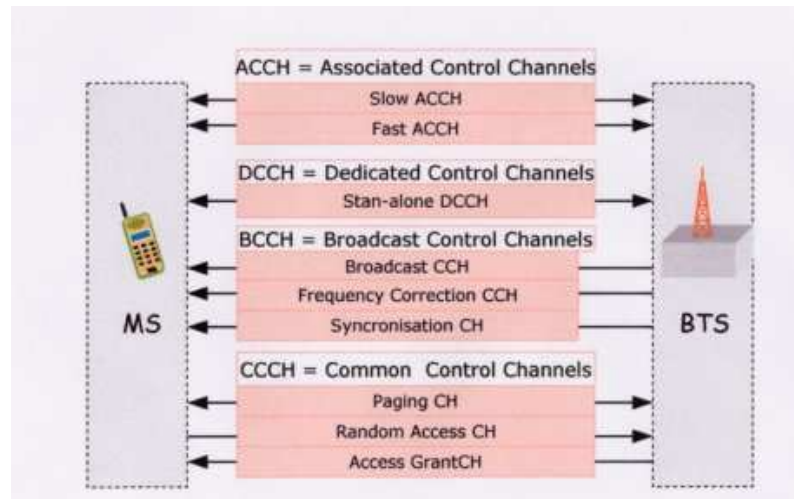 ACCH = Associated Control Channels
Slow ACCH
Fast ACCH
DCCH = Dedicated Control Channels
Stan-alone DCCH
BCCH = Broadcast Control Channels
Broadcast CCH
Frequency Correction CCH
Syncronisation CH
MS
BTS
CCCH = Common Control Channels
Paging CH
Random Access CH
Access GrantCH